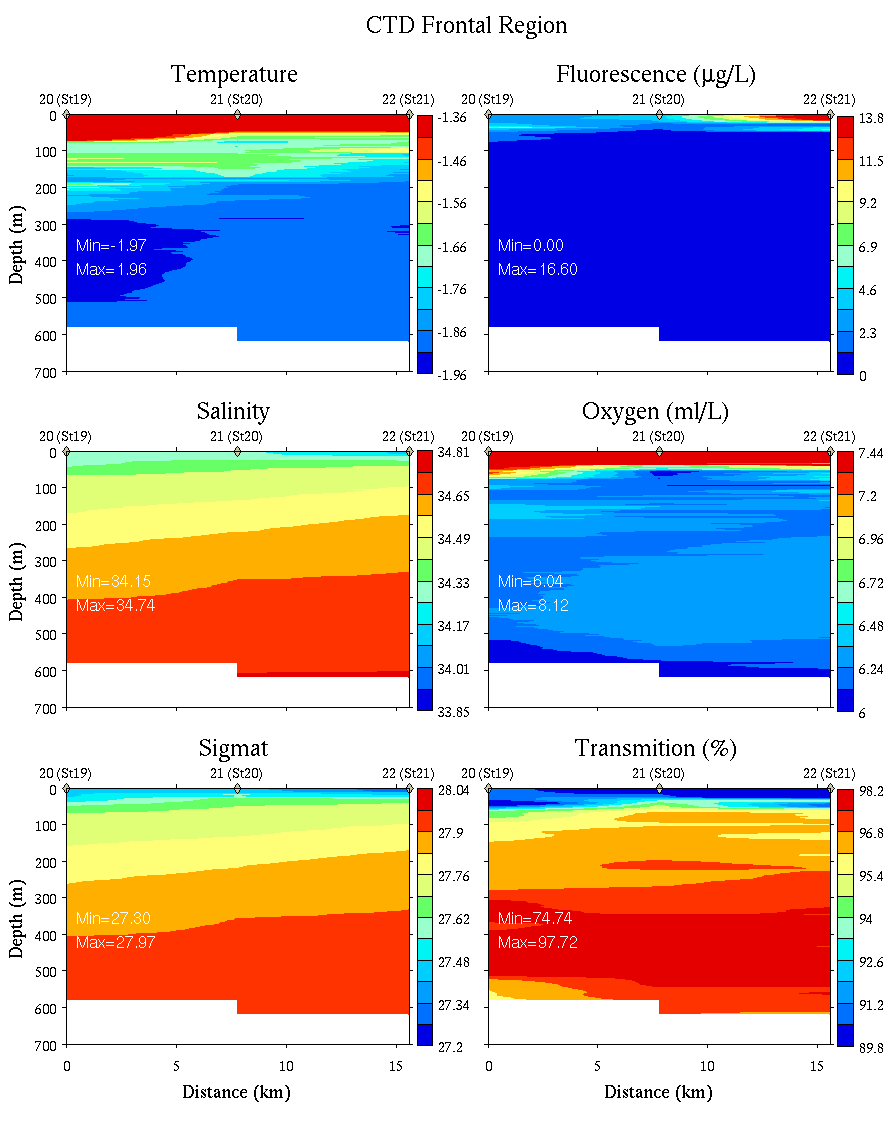 CTD Frontal Region
Temperature
Fluorescence (µg/L)
20 (St19) 21 (St20) 22 (St21)
20 (St19) 21 (St20) 22 (St21)
0
100
200
300
400
500
600
700
Depth (m)
Min=-1.97
Max=1.96
-1.36
-1.46
-1.56
-1.66
-1.76
-1.86
-1.96
Min=0.00
Max=16.60
13.8
11.5
9.2
6.9
4.6
2.3
0
Salinity
Oxygen (ml/L)
20 (St19) 21 (St20) 22 (St21)
20 (St19) 21 (St20) 22 (St21)
0
100
200
300
400
500
600
700
Depth (m)
Min=34.15
Max=34.74
34.81
34.65
34.49
34.33
34.17
34.01
33.85
Min=6.04
Max=8.12
7.44
7.2
6.96
6.72
6.48
6.24
6
Sigmat
Transmition (%)
20 (St19) 21 (St20) 22 (St21)
20 (St19) 21 (St20) 22 (St21)
0
100
200
300
400
500
600
700
Depth (m)
Min=27.30
Max=27.97
28.04
27.9
27.76
27.62
27.48
27.34
27.2
Min=74.74
Max=97.72
98.2
96.8
95.4
94
92.6
91.2
89.8
0 5 10 15
0 5 10 15
Distance (km)
Distance (km)